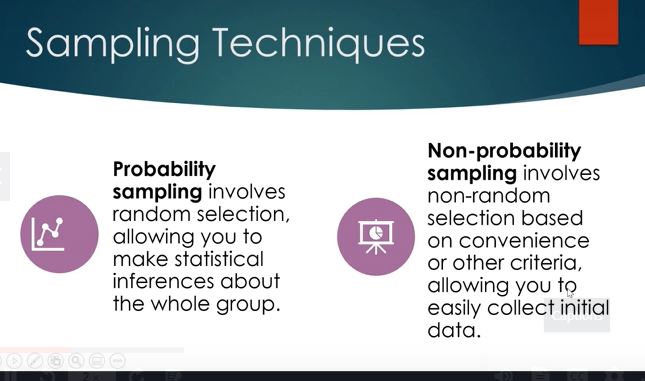 Sampling Techniques
Probability
sampling involves
random selection,
allowing you to
make statistical
inferences about
the whole group.
Non-probability
sampling involves
non-random
selection based
on convenience
or other criteria,
allowing you to
easily collect initial
data.